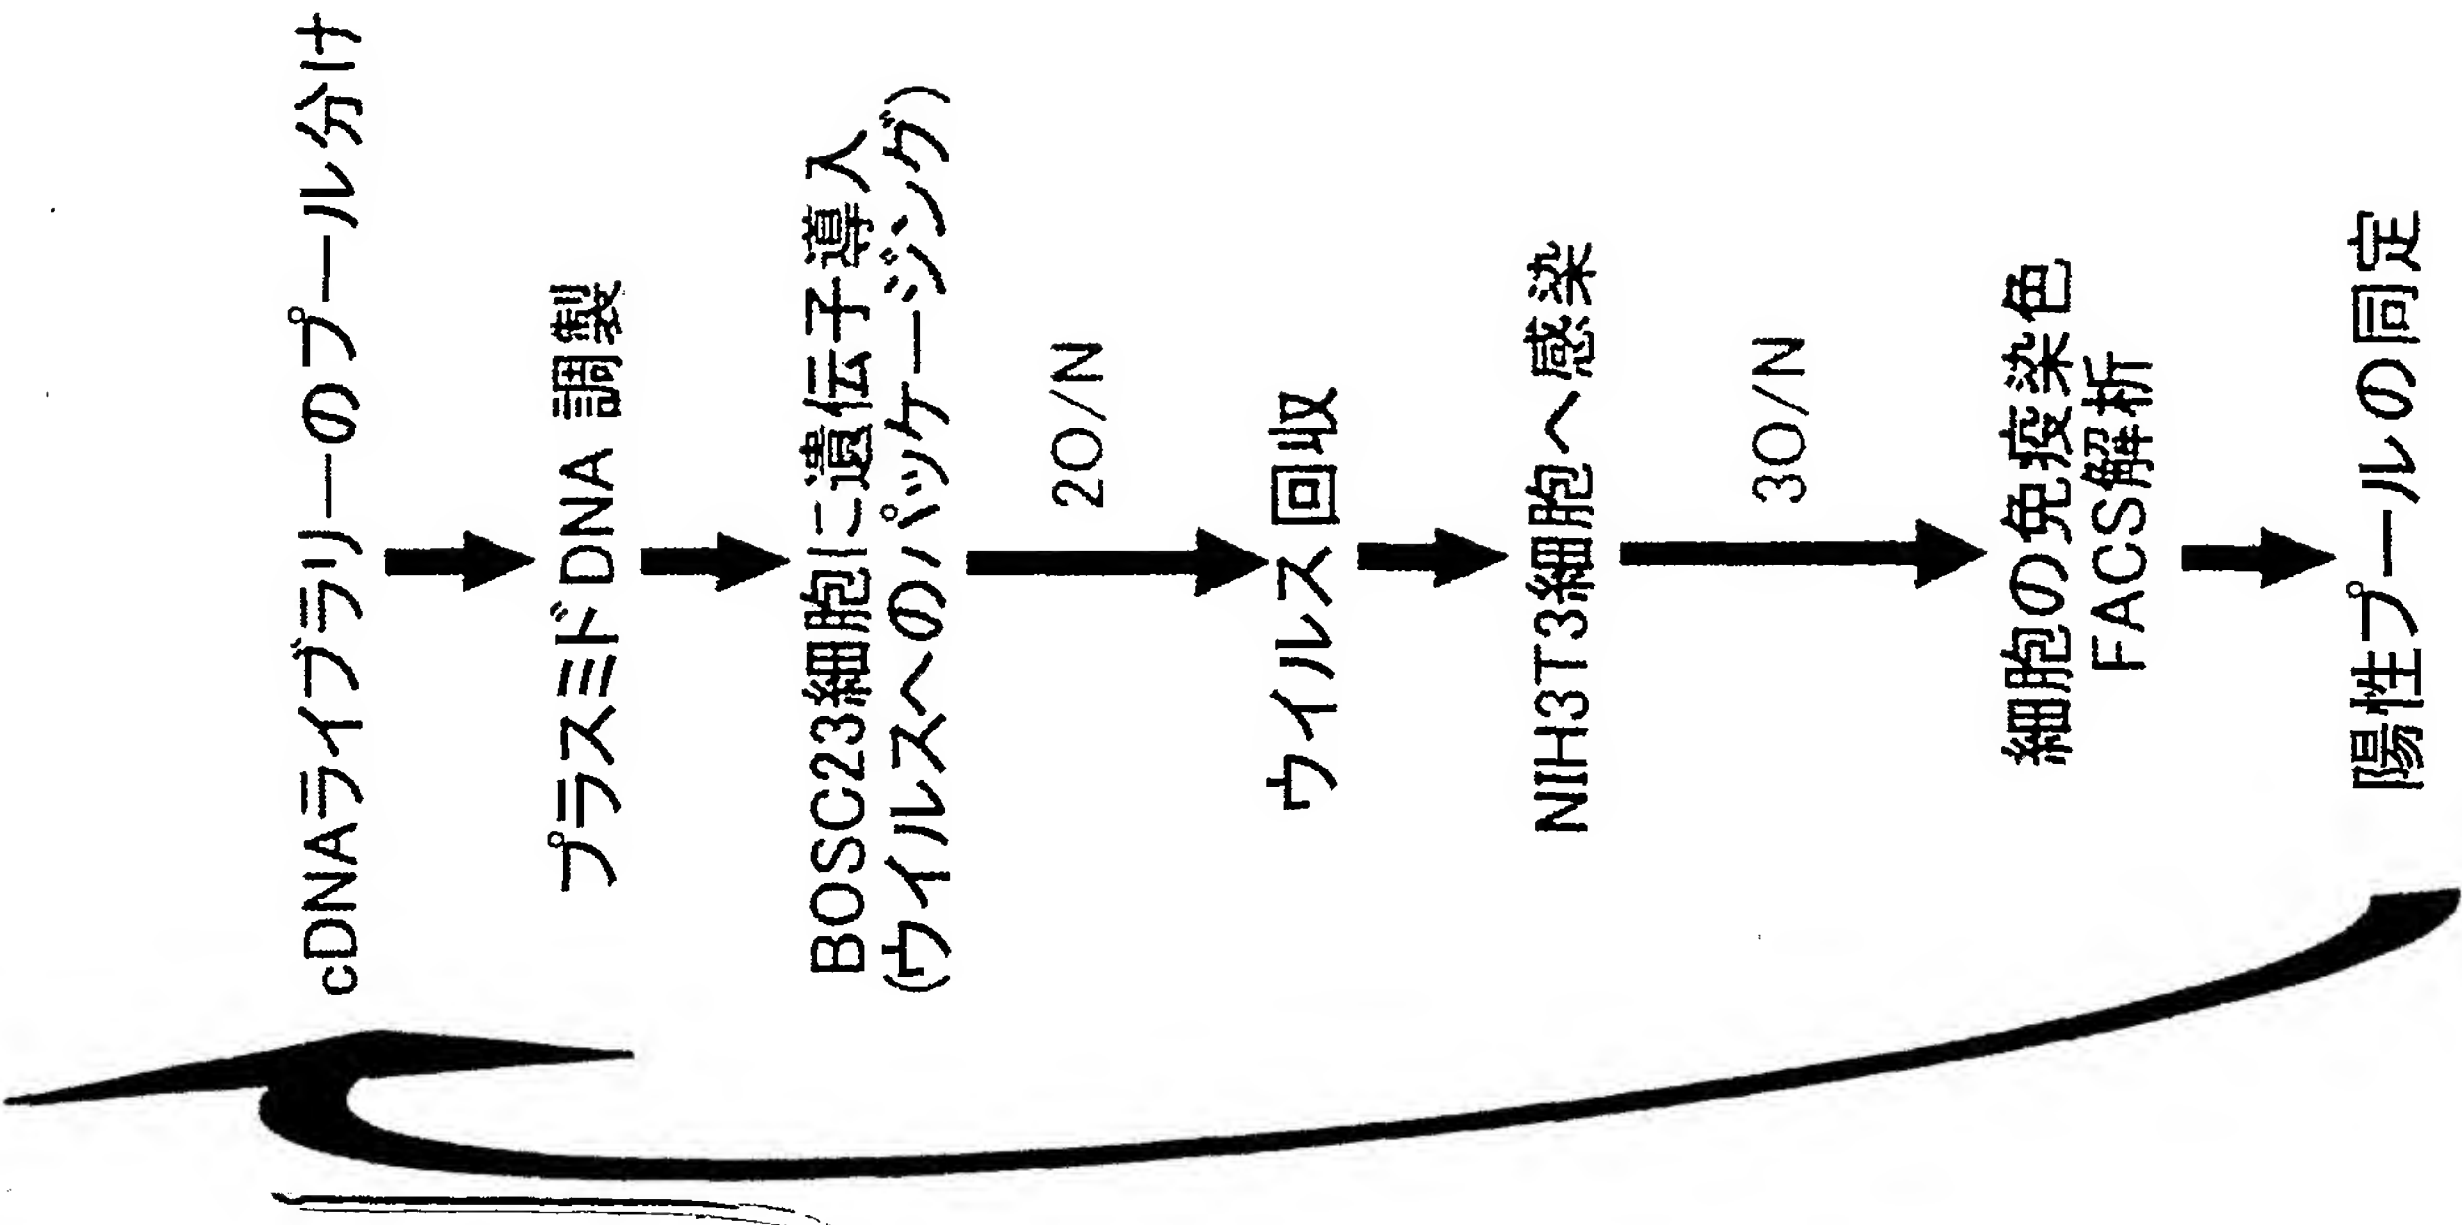 cDNAライブラリーのプール分け
プラスミドDNA 調製
BOSC23細胞に遺伝子導入
(ウイルスへのパッケージング)
2O/N
ウイルス回収
NIH3T3細胞へ感染
3O/N
細胞の免疫染色
FACS解析
陽性プールの同定